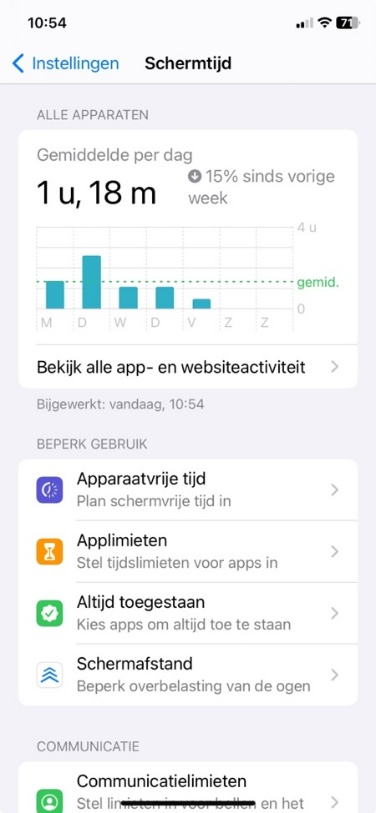 10:54
71
Instellingen
Schermtijd
ALLE APPARATEN
Gemiddelde per dag
1 u, 18 m
15% sinds vorige
week
4 u
gemid.
0
M D W D V Z Z
Bekijk alle app- en websiteactiviteit
Bijgewerkt: vandaag, 10:54
BEPERK GEBRUIK
Apparaatvrije tijd
Plan schermvrije tijd in
Applimieten
Stel tijdslimieten voor apps in
Altijd toegestaan
Kies apps om altijd toe te staan
Schermafstand
Beperk overbelasting van de ogen
COMMUNICATIE
Communicatielimieten
Stel limieten in voor bellen en het